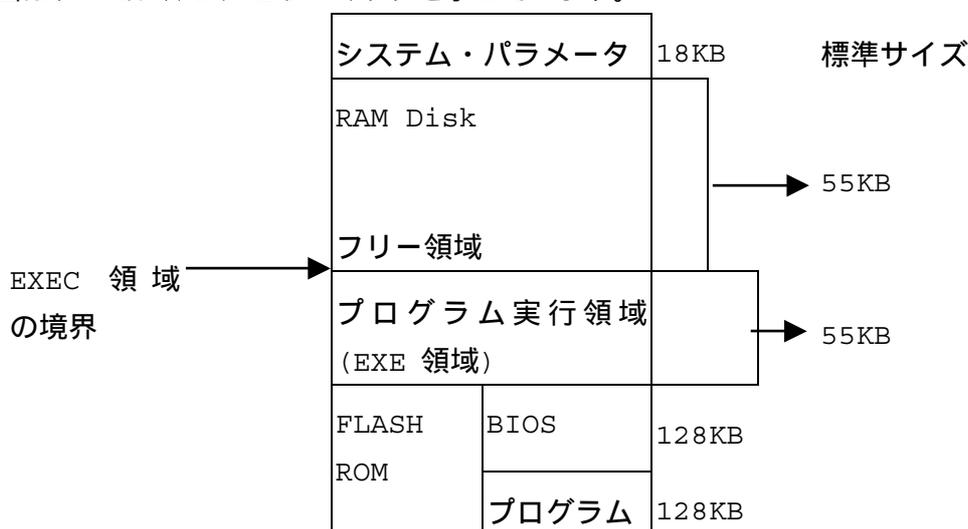 システム・パラメータ 18KB 標準サイズ
RAM Disk
55KB
フリー領域
EXEC 領域
の境界
プログラム実行領域
(EXE 領域)
55KB
FLASH
ROM
BIOS
128KB
プログラム 128KB